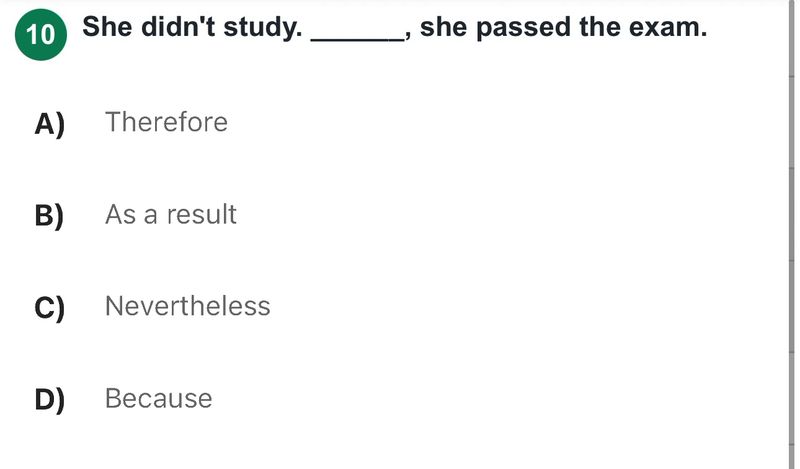 10 She didn't study. ______, she passed the exam.
A) Therefore
B) As a result
C) Nevertheless
D) Because